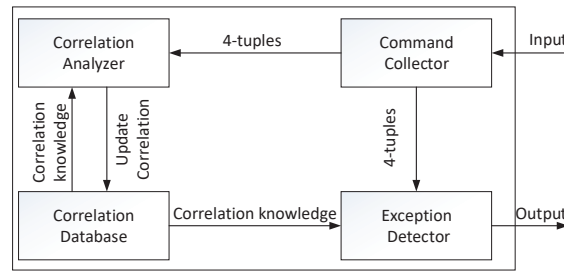 Correlation
Analyzer
4-tuples
Command
Collector
Input
Correlation
knowledge
Update
Correlation
4-tuples
Correlation
Database
Correlation knowledge
Exception
Detector
Output